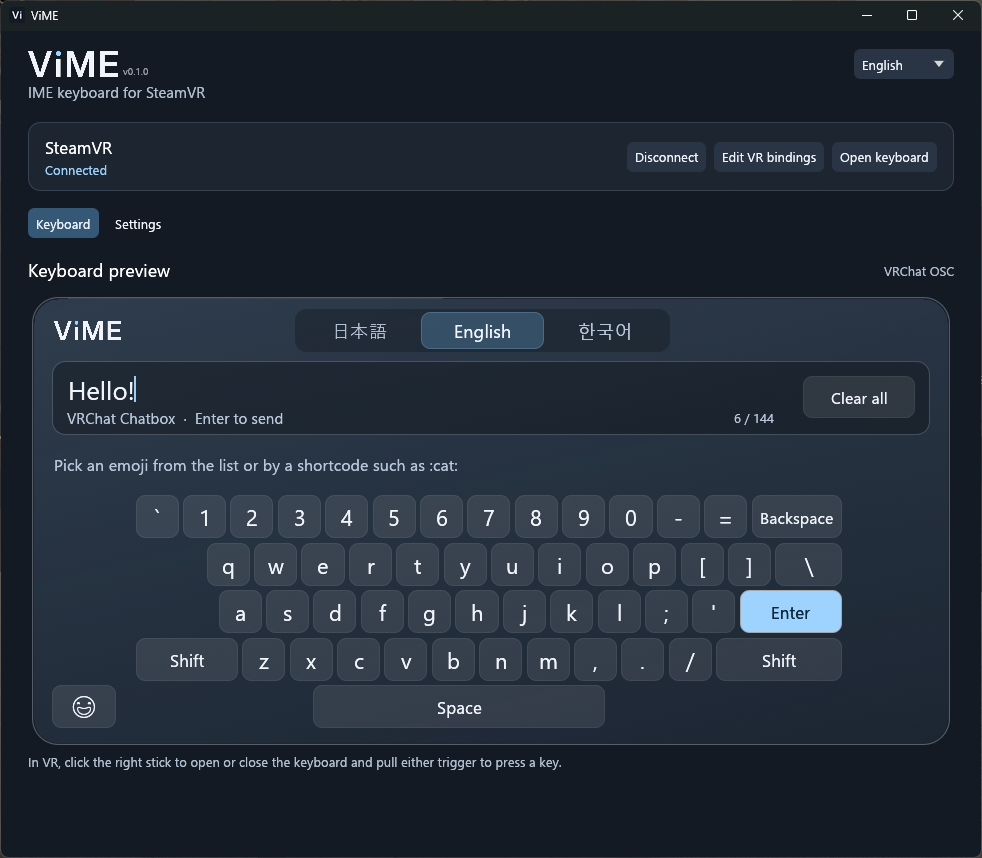 Vi ViME
ViME v0.1.0
English
IME keyboard for SteamVR
SteamVR
Connected
Disconnect
Edit VR bindings
Open keyboard
Keyboard
Settings
Keyboard preview
VRChat OSC
ViME
日本語
English
한국어
Hello!
VRChat Chatbox · Enter to send
6 / 144
Clear all
Pick an emoji from the list or by a shortcode such as :cat:
` 1 2 3 4 5 6 7 8 9 0 - = Backspace
q w e r t y u i o p [ ] \
a s d f g h j k l ; ' Enter
Shift z x c v b n m , . / Shift
Space
In VR, click the right stick to open or close the keyboard and pull either trigger to press a key.